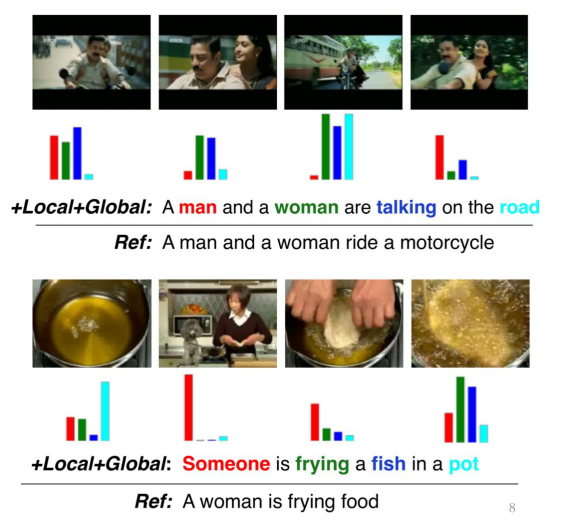 +Local+Global: A man and a woman are talking on the road
Ref: A man and a woman ride a motorcycle
+Local+Global: Someone is frying a fish in a pot
Ref: A woman is frying food
8